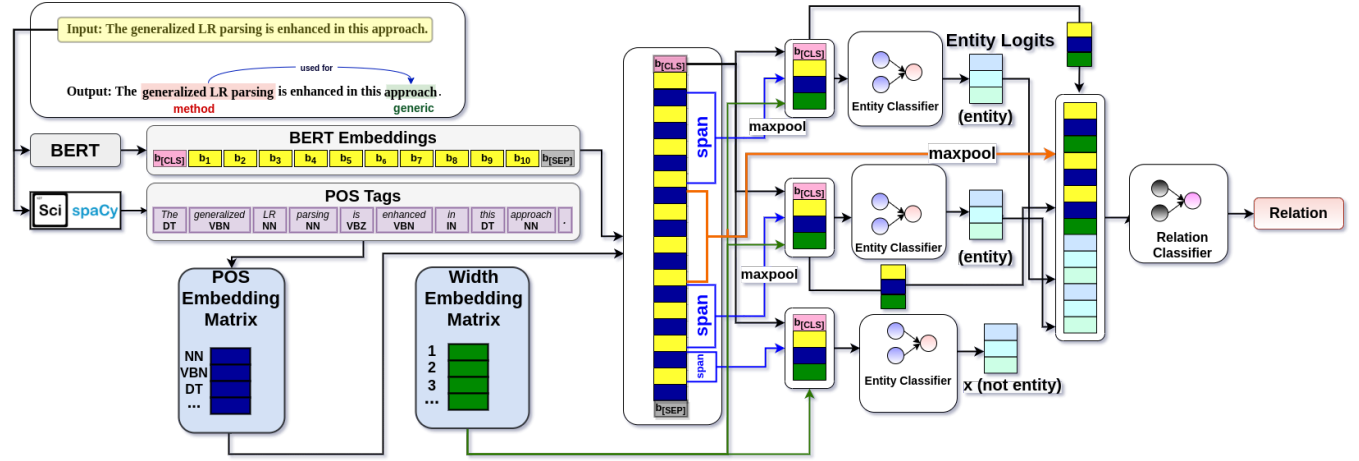 Input: The generalized LR parsing is enhanced in this approach.
used for
Output: The generalized LR parsing is enhanced in this approach.
method
generic
BERT
BERT Embeddings
b[CLS] b1 b2 b3 b4 b5 b6 b7 b8 b9 b10 b[SEP]
Sci spaCy
POS Tags
The generalized LR parsing is enhanced in this approach .
DT VBN NN NN VBZ VBN IN DT NN
POS
Embedding
Matrix
NN
VBN
DT
...
Width
Embedding
Matrix
1
2
3
...
b[CLS]
span
span
span
b[SEP]
maxpool
maxpool
maxpool
b[CLS]
Entity Classifier
Entity Logits
(entity)
b[CLS]
Entity Classifier
(entity)
b[CLS]
Entity Classifier
x (not entity)
Relation
Classifier
Relation